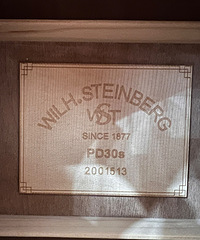 WILH. STEINBERG
WST
SINCE 1877
PD30s
2001513